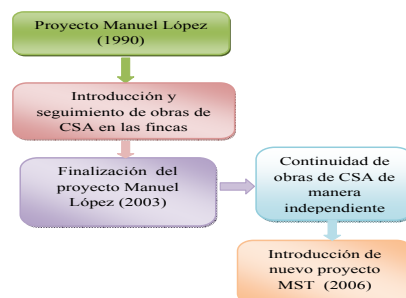 Proyecto Manuel López
(1990)
Introducción y
seguimiento de obras de
CSA en las fincas
Finalización del
proyecto Manuel
López (2003)
Continuidad de
obras de CSA de
manera
independiente
Introducción de
nuevo proyecto
MST (2006)